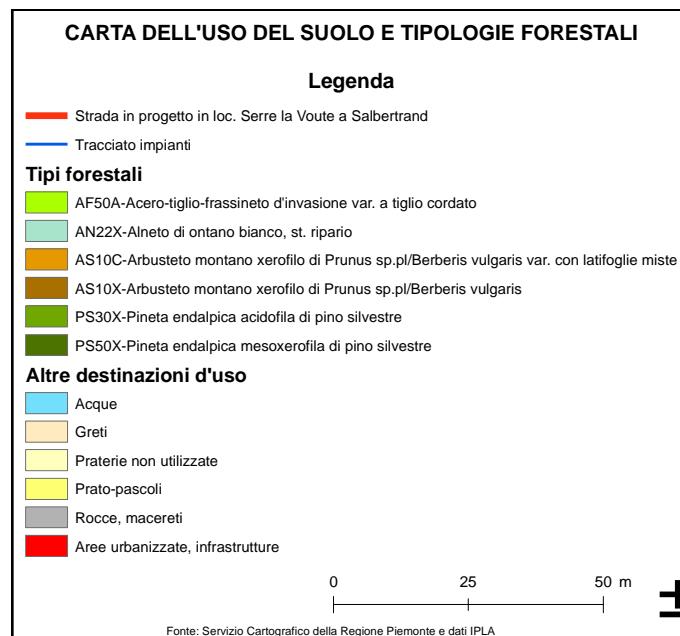 CARTA DELL'USO DEL SUOLO E TIPOLOGIE FORESTALI
Legenda
Strada in progetto in loc. Serre la Voute a Salbertrand
Tracciato impianti
Tipi forestali
AF50A-Acero-tiglio-frassineto d'invasione var. a tiglio cordato
AN22X-Alneto di ontano bianco, st. ripario
AS10C-Arbusteto montano xerofilo di Prunus sp.pl/Berberis vulgaris var. con latifoglie miste
AS10X-Arbusteto montano xerofilo di Prunus sp.pl/Berberis vulgaris
PS30X-Pineta endalpica acidofila di pino silvestre
PS50X-Pineta endalpica mesoxerofila di pino silvestre
Altre destinazioni d'uso
Acque
Greti
Praterie non utilizzate
Prato-pascoli
Rocce, macereti
Aree urbanizzate, infrastrutture
0 25 50 m
Fonte: Servizio Cartografico della Regione Piemonte e dati IPLA